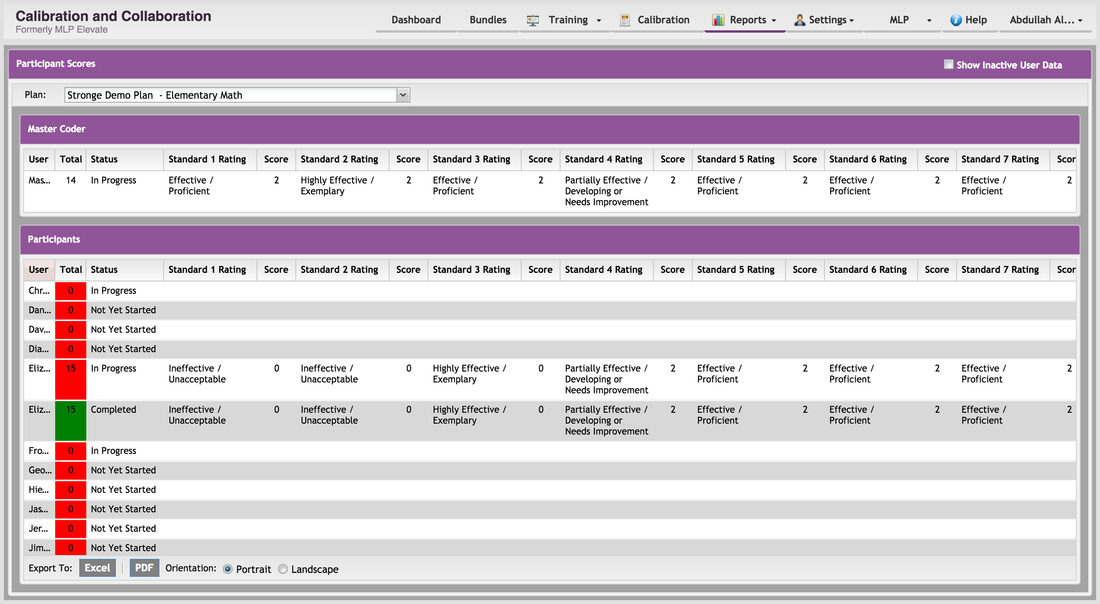 Calibration and Collaboration
Formerly MLP Elevate
Dashboard Bundles Training Calibration Reports Settings MLP Help Abdullah Al...
Participant Scores Show Inactive User Data
Plan: Stronge Demo Plan - Elementary Math
Master Coder
User Total Status Standard 1 Rating Score Standard 2 Rating Score Standard 3 Rating Score Standard 4 Rating Score Standard 5 Rating Score Standard 6 Rating Score Standard 7 Rating Scor
Mas... 14 In Progress Effective / 2 Highly Effective / 2 Effective / 2 Partially Effective / 2 Effective / 2 Effective / 2 Effective / 2
Proficient Exemplary Proficient Developing or Proficient Proficient Proficient
Needs Improvement
Participants
User Total Status Standard 1 Rating Score Standard 2 Rating Score Standard 3 Rating Score Standard 4 Rating Score Standard 5 Rating Score Standard 6 Rating Score Standard 7 Rating Scor
Chr... 0 In Progress
Dan... 0 Not Yet Started
Dav... 0 Not Yet Started
Dia... 0 Not Yet Started
Eliz... 15 In Progress Ineffective / 0 Ineffective / 0 Highly Effective / 0 Partially Effective / 2 Effective / 2 Effective / 2 Effective / 2
Unacceptable Unacceptable Exemplary Developing or Proficient Proficient Proficient
Needs Improvement
Eliz... 15 Completed Ineffective / 0 Ineffective / 0 Highly Effective / 0 Partially Effective / 2 Effective / 2 Effective / 2 Effective / 2
Unacceptable Unacceptable Exemplary Developing or Proficient Proficient Proficient
Needs Improvement
Fro... 0 In Progress
Geo... 0 Not Yet Started
Hie... 0 Not Yet Started
Jas... 0 Not Yet Started
Jer... 0 Not Yet Started
Jim... 0 Not Yet Started
Export To: Excel | PDF Orientation: Portrait Landscape